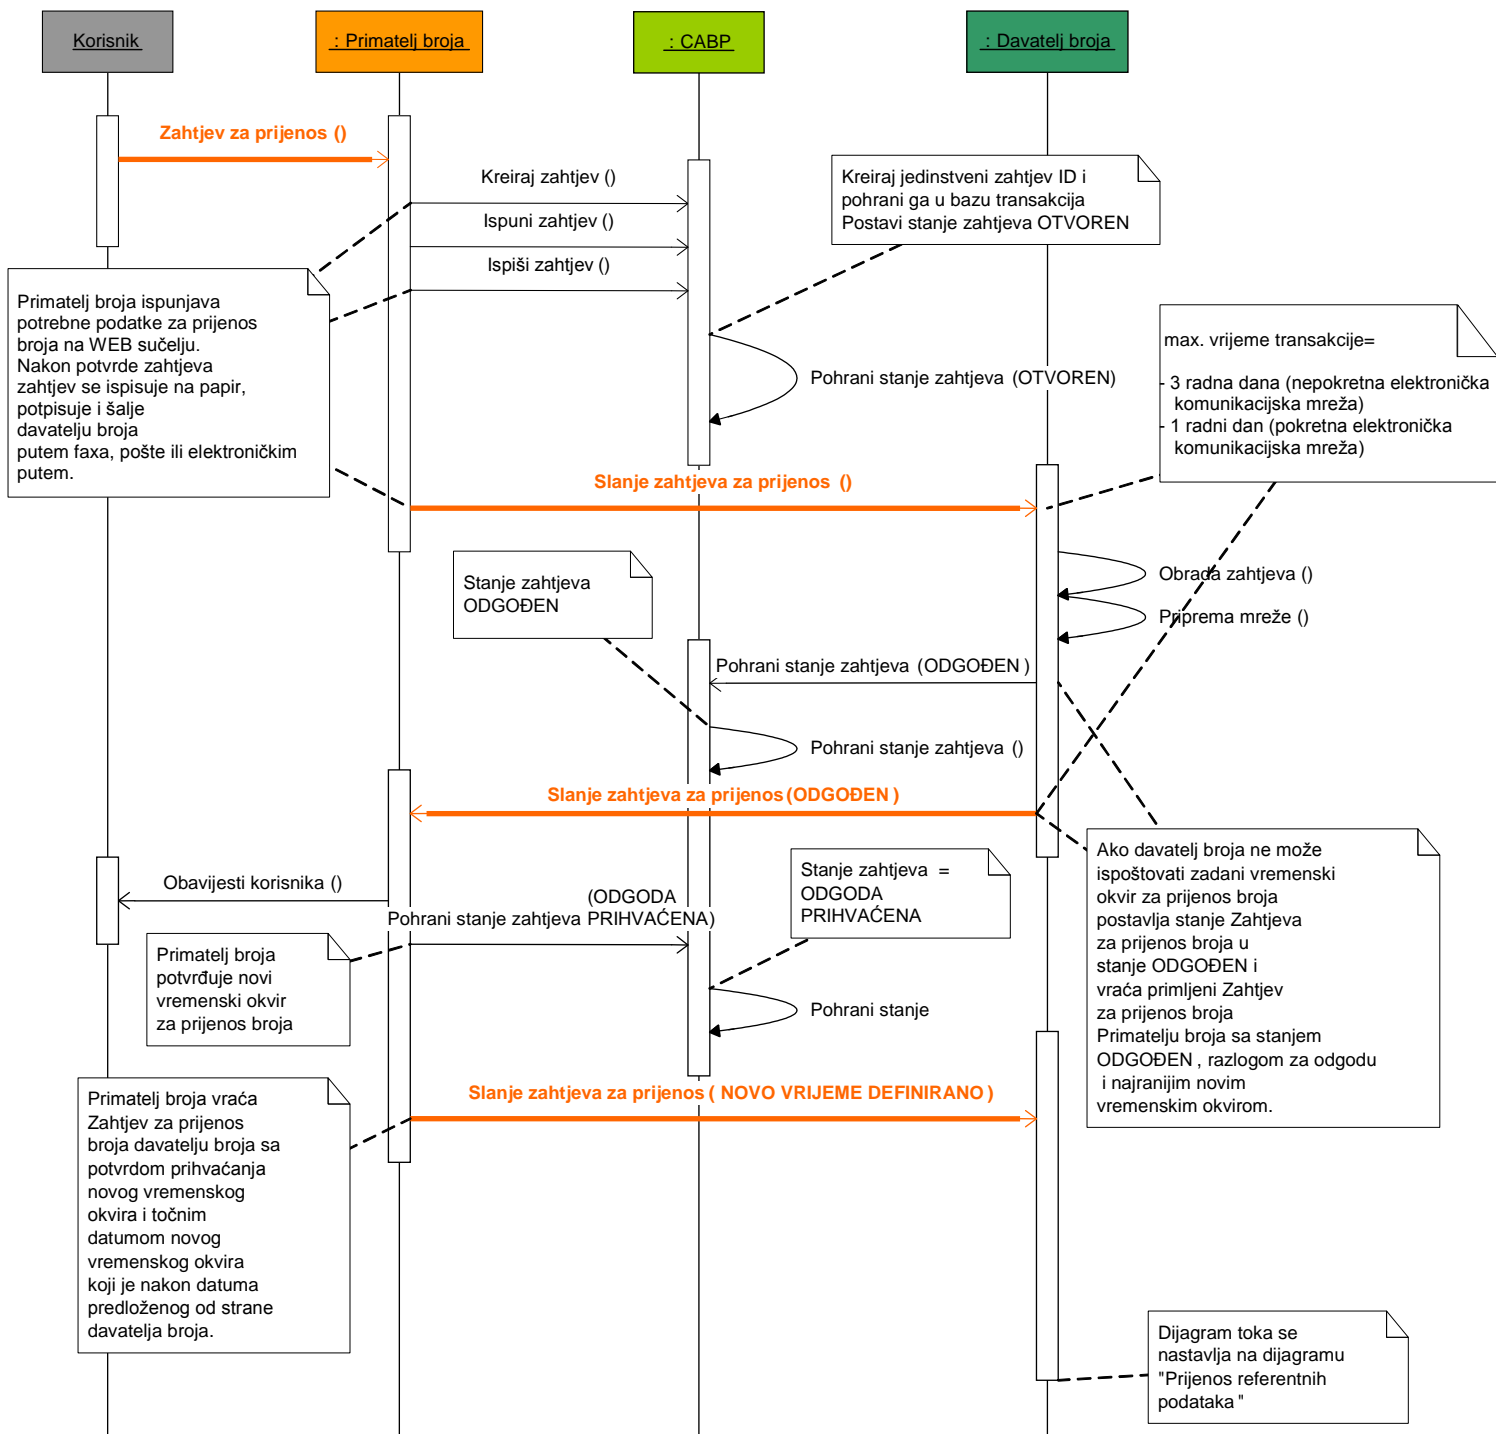 Korisnik
: Primatelj broja
: CABP
: Davatelj broja
Zahtjev za prijenos ()
Kreiraj zahtjev ()
Ispuni zahtjev ()
Ispiši zahtjev ()
Kreiraj jedinstveni zahtjev ID i
pohrani ga u bazu transakcija
Postavi stanje zahtjeva OTVOREN
Primatelj broja ispunjava
potrebne podatke za prijenos
broja na WEB sučelju.
Nakon potvrde zahtjeva
zahtjev se ispisuje na papir,
potpisuje i šalje
davatelju broja
putem faxa, pošte ili elektroničkim
putem.
max. vrijeme transakcije=
- 3 radna dana (nepokretna elektronička
komunikacijska mreža)
- 1 radni dan (pokretna elektronička
komunikacijska mreža)
Pohrani stanje zahtjeva (OTVOREN)
Slanje zahtjeva za prijenos ()
Stanje zahtjeva
ODGOĐEN
Obrada zahtjeva ()
Priprema mreže ()
Pohrani stanje zahtjeva (ODGOĐEN )
Pohrani stanje zahtjeva ()
Slanje zahtjeva za prijenos (ODGOĐEN )
Obavijesti korisnika ()
Pohrani stanje zahtjeva
(ODGODA
PRIHVAĆENA)
Stanje zahtjeva =
ODGODA
PRIHVAĆENA
Ako davatelj broja ne može
ispoštovati zadani vremenski
okvir za prijenos broja
postavlja stanje Zahtjeva
za prijenos broja u
stanje ODGOĐEN i
vraća primljeni Zahtjev
za prijenos broja
Primatelju broja sa stanjem
ODGOĐEN , razlogom za odgodu
i najranijim novim
vremenskim okvirom.
Primatelj broja
potvrđuje novi
vremenski okvir
za prijenos broja
Pohrani stanje
Slanje zahtjeva za prijenos ( NOVO VRIJEME DEFINIRANO )
Primatelj broja vraća
Zahtjev za prijenos
broja davatelju broja sa
potvrdom prihvaćanja
novog vremenskog
okvira i točnim
datumom novog
vremenskog okvira
koji je nakon datuma
predloženog od strane
davatelja broja.
Dijagram toka se
nastavlja na dijagramu
"Prijenos referentnih
podataka "